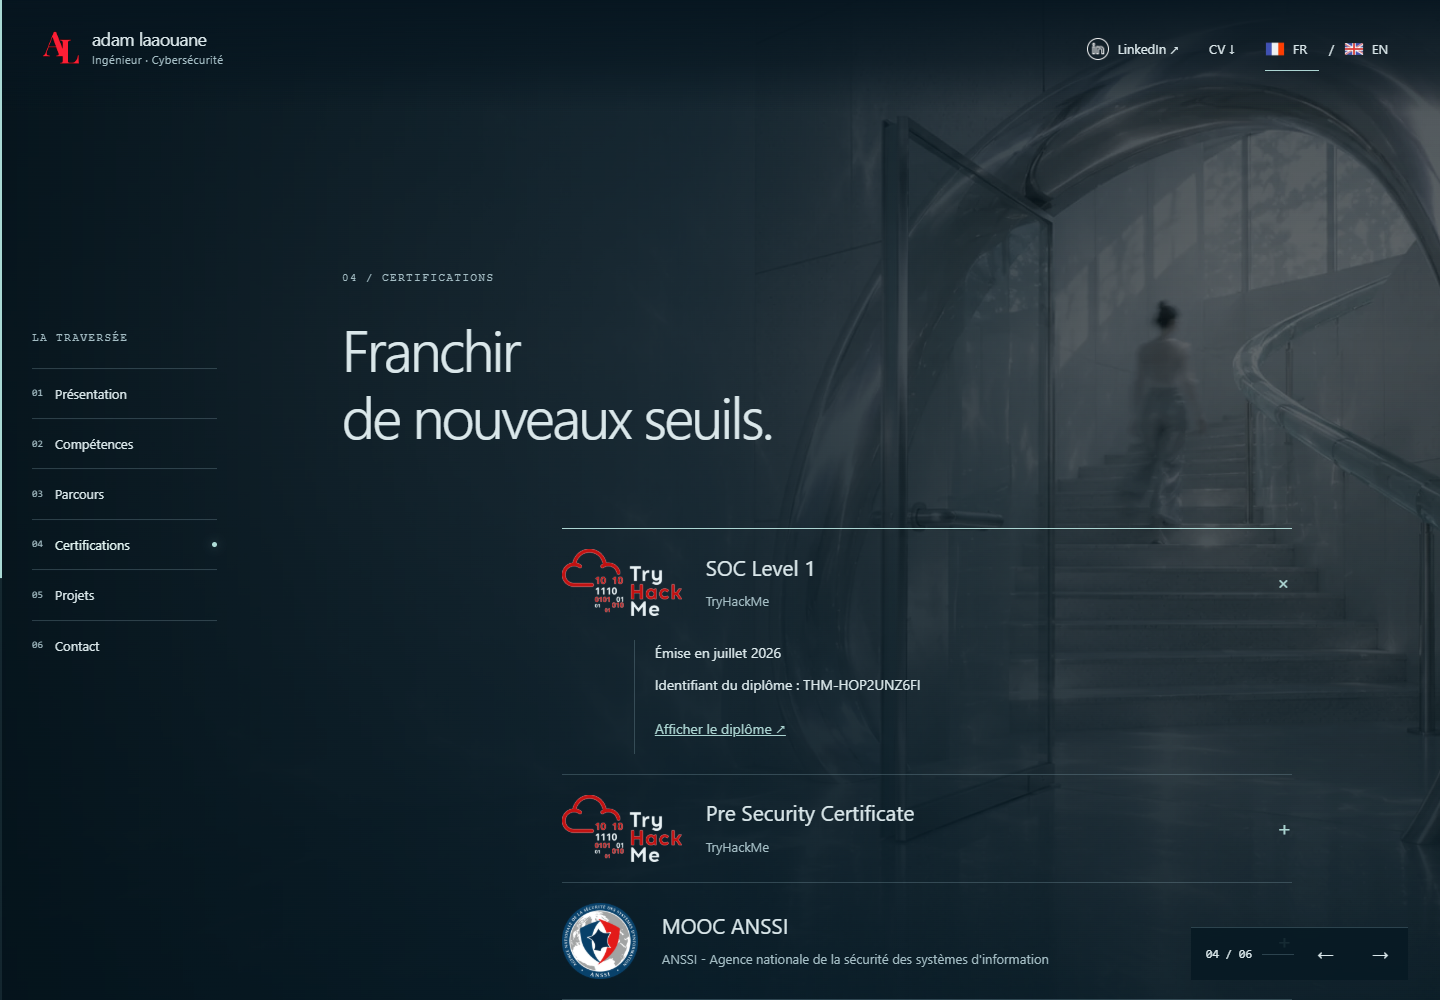 adam laaouane
Ingénieur · Cybersécurité
LinkedIn ↗
CV ↓
FR / EN
04 / CERTIFICATIONS
Franchir
de nouveaux seuils.
LA TRAVERSÉE
01 Présentation
02 Compétences
03 Parcours
04 Certifications
05 Projets
06 Contact
Try
Hack
Me
SOC Level 1
TryHackMe
×
Émise en juillet 2026
Identifiant du diplôme : THM-HOP2UNZ6FI
Afficher le diplôme ↗
Try
Hack
Me
Pre Security Certificate
TryHackMe
+
ANSSI
MOOC ANSSI
ANSSI - Agence nationale de la sécurité des systèmes d'information
04 / 06 ← →